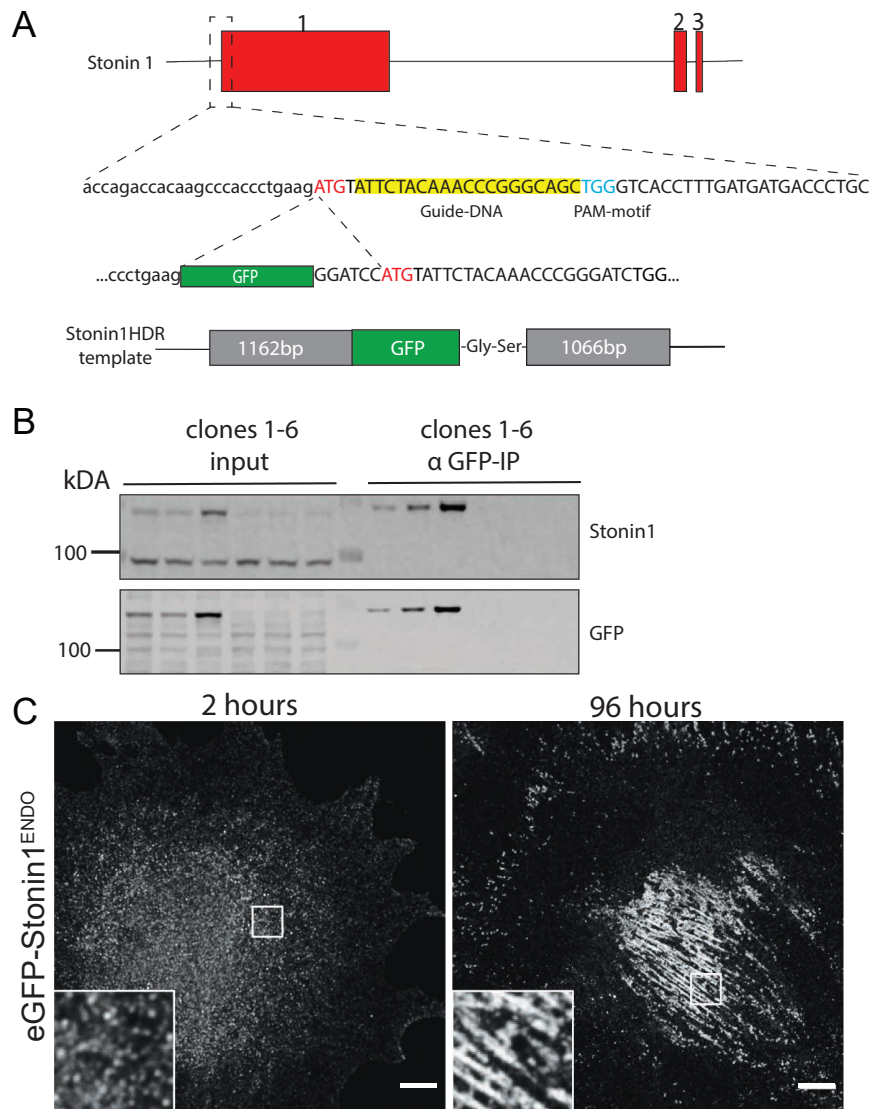 A
1
2 3
Stonin 1
accagaccacaagcccaccctgaagATGTATTCTACAAACCCGGGCAGCTGGGTCACCTTTGATGATGACCCTGC
Guide-DNA PAM-motif
...ccctgaag GFP GGATCCATGTATTCTACAAACCCGGGATCTGG...
Stonin1HDR
template
1162bp GFP -Gly-Ser- 1066bp
B
clones 1-6
input
clones 1-6
α GFP-IP
kDA
100
Stonin1
100
GFP
C
2 hours
96 hours
eGFP-Stonin1ENDO